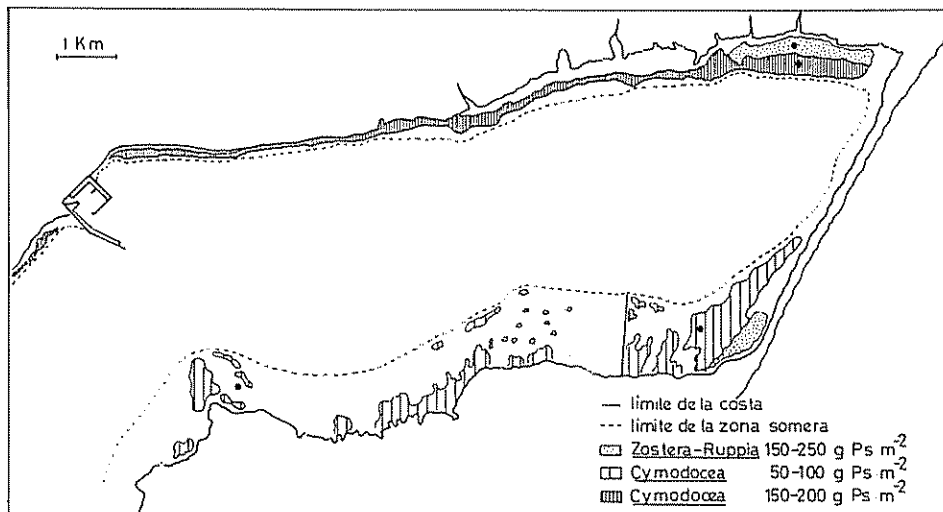 1 Km
límite de la costa
límite de la zona somera
Zostera-Ruppia 150-250 g Ps m-2
Cymodocea 50-100 g Ps m-2
Cymodocea 150-200 g Ps m-2